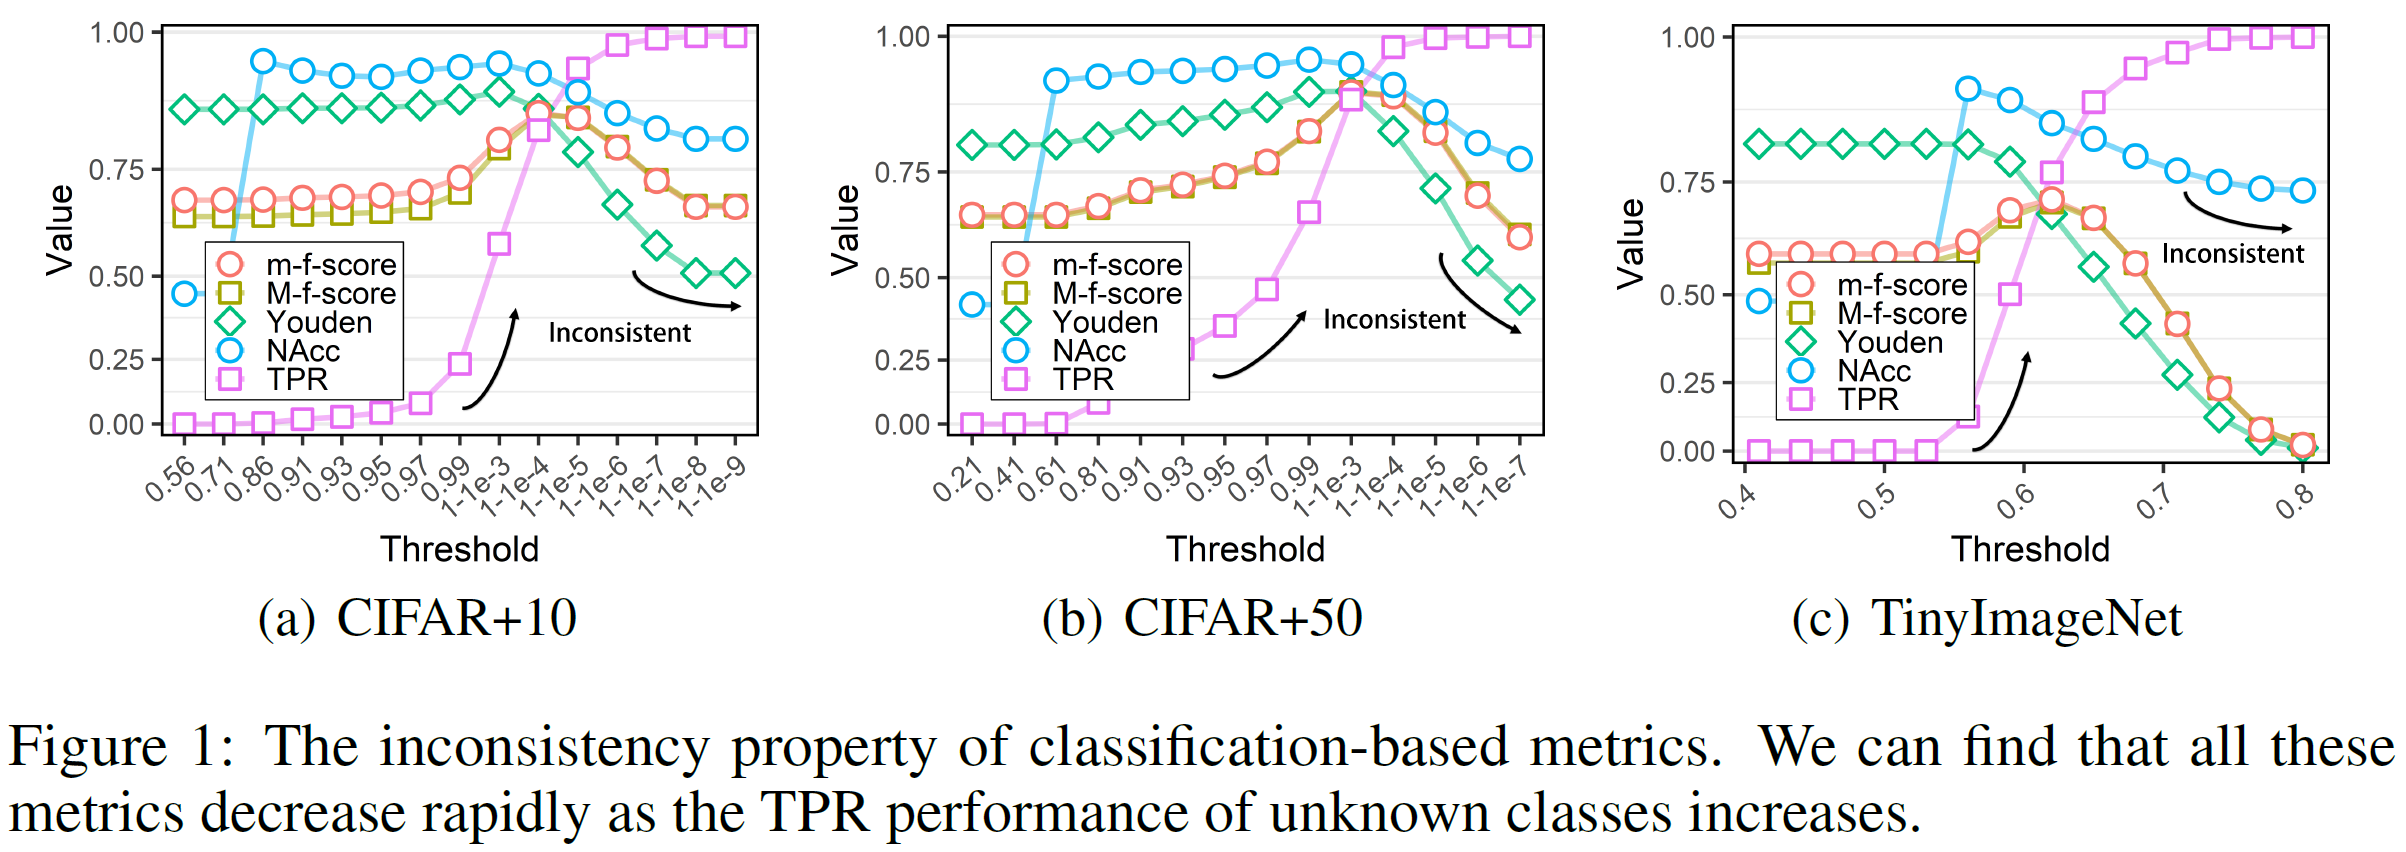 1.00
0.75
0.50
0.25
0.00
Value
m-f-score
M-f-score
Youden
NAcc
TPR
Inconsistent
0.56
0.71
0.86
0.91
0.93
0.95
0.97
0.99
1-1e-3
1-1e-4
1-1e-5
1-1e-6
1-1e-7
1-1e-8
1-1e-9
Threshold
(a) CIFAR+10
1.00
0.75
0.50
0.25
0.00
Value
m-f-score
M-f-score
Youden
NAcc
TPR
Inconsistent
0.21
0.41
0.61
0.81
0.91
0.93
0.95
0.97
0.99
1-1e-3
1-1e-4
1-1e-5
1-1e-6
1-1e-7
Threshold
(b) CIFAR+50
1.00
0.75
0.50
0.25
0.00
Value
m-f-score
M-f-score
Youden
NAcc
TPR
Inconsistent
0.4
0.5
0.6
0.7
0.8
Threshold
(c) TinyImageNet
Figure 1: The inconsistency property of classification-based metrics. We can find that all these
metrics decrease rapidly as the TPR performance of unknown classes increases.